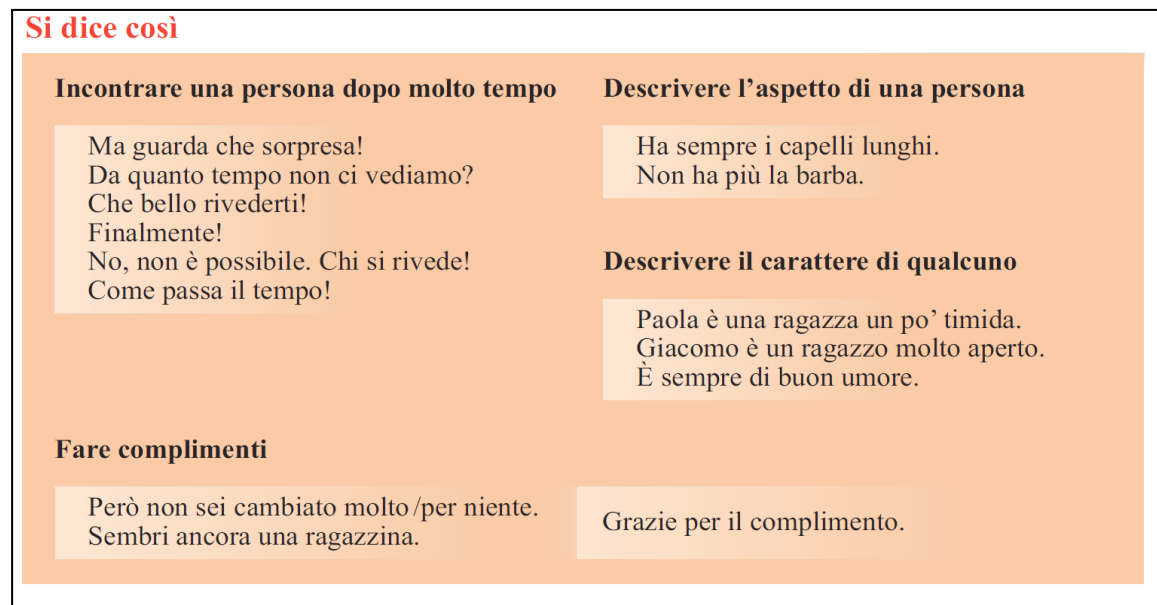 Si dice così
Incontrare una persona dopo molto tempo
Ma guarda che sorpresa!
Da quanto tempo non ci vediamo?
Che bello rivederti!
Finalmente!
No, non è possibile. Chi si rivede!
Come passa il tempo!
Descrivere l'aspetto di una persona
Ha sempre i capelli lunghi.
Non ha più la barba.
Descrivere il carattere di qualcuno
Paola è una ragazza un po' timida.
Giacomo è un ragazzo molto aperto.
È sempre di buon umore.
Fare complimenti
Però non sei cambiato molto/per niente.
Sembri ancora una ragazzina.
Grazie per il complimento.